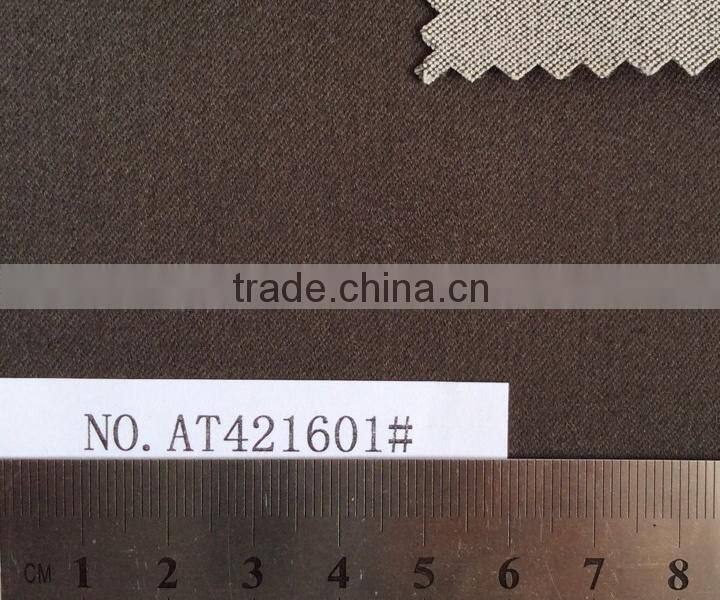 trade.china.cn
NO. AT421601#
CM 1 2 3 4 5 6 7 8